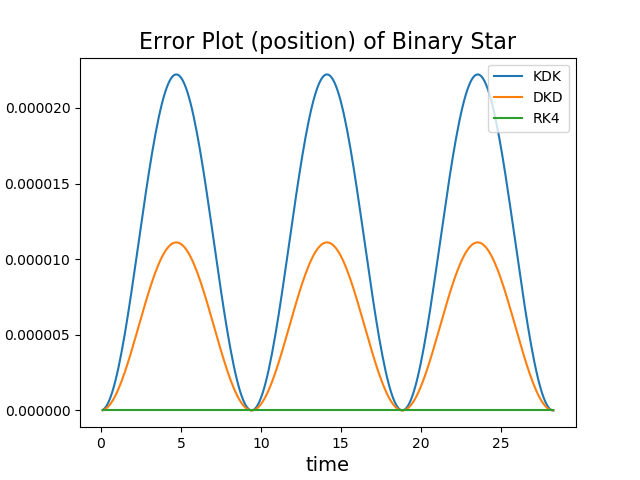 Error Plot (position) of Binary Star
KDK
DKD
RK4
0.000020
0.000015
0.000010
0.000005
0.000000
0 5 10 15 20 25
time